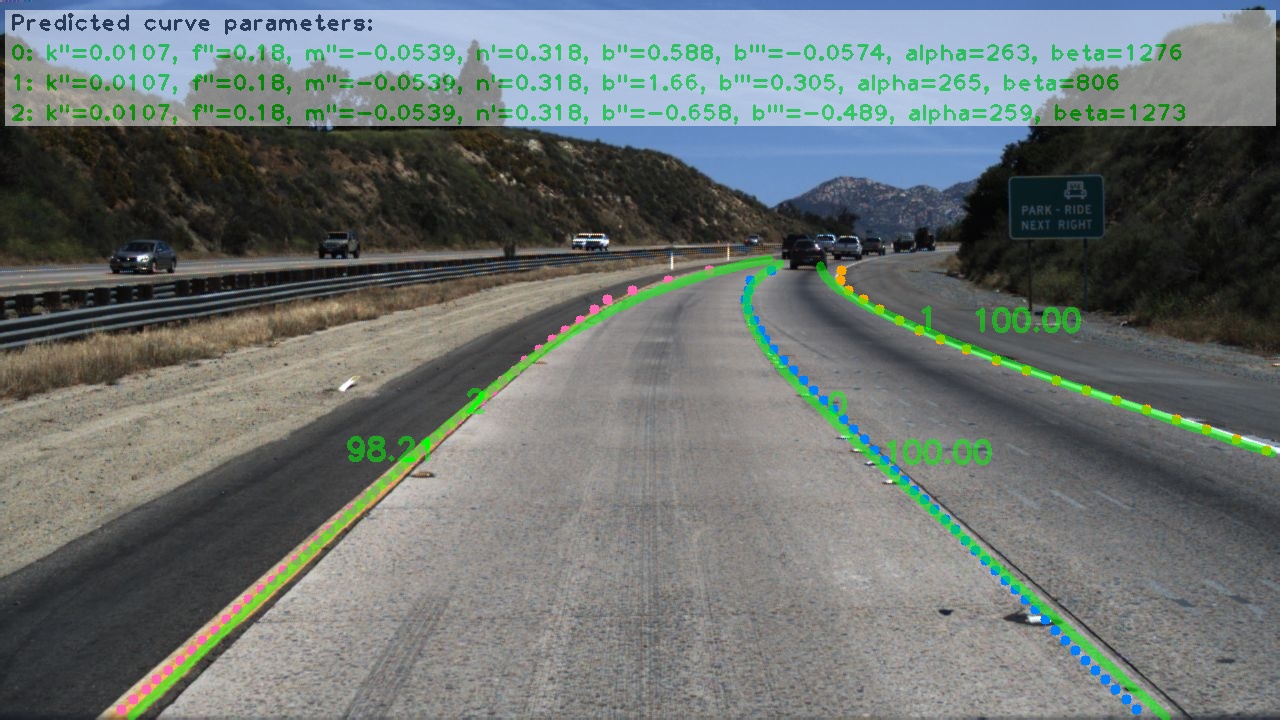 Predicted curve parameters:
0: k''=0.0107, f''=0.18, m''=-0.0539, n'=0.318, b''=0.588, b'''=-0.0574, alpha=263, beta=1276
1: k''=0.0107, f''=0.18, m''=-0.0539, n'=0.318, b''=1.66, b'''=0.305, alpha=265, beta=806
2: k''=0.0107, f''=0.18, m''=-0.0539, n'=0.318, b''=-0.658, b'''=-0.489, alpha=259, beta=1273
PARK - RIDE
NEXT RIGHT
1 100.00
2
0
98.21
100.00